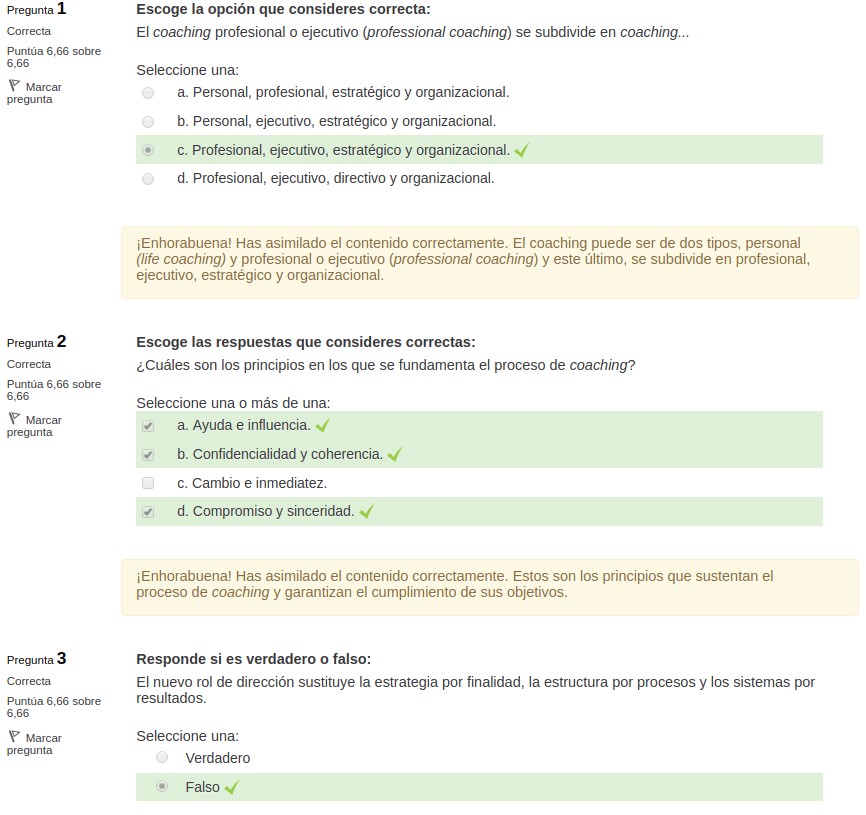 Pregunta 1
Correcta
Puntúa 6,66 sobre
6,66
Marcar
pregunta
Escoge la opción que consideres correcta:
El coaching profesional o ejecutivo (professional coaching) se subdivide en coaching...
Seleccione una:
a. Personal, profesional, estratégico y organizacional.
b. Personal, ejecutivo, estratégico y organizacional.
c. Profesional, ejecutivo, estratégico y organizacional.
d. Profesional, ejecutivo, directivo y organizacional.
¡Enhorabuena! Has asimilado el contenido correctamente. El coaching puede ser de dos tipos, personal
(life coaching) y profesional o ejecutivo (professional coaching) y este último, se subdivide en profesional,
ejecutivo, estratégico y organizacional.
Pregunta 2
Correcta
Puntúa 6,66 sobre
6,66
Marcar
pregunta
Escoge las respuestas que consideres correctas:
¿Cuáles son los principios en los que se fundamenta el proceso de coaching?
Seleccione una o más de una:
a. Ayuda e influencia.
b. Confidencialidad y coherencia.
c. Cambio e inmediatez.
d. Compromiso y sinceridad.
¡Enhorabuena! Has asimilado el contenido correctamente. Estos son los principios que sustentan el
proceso de coaching y garantizan el cumplimiento de sus objetivos.
Pregunta 3
Correcta
Puntúa 6,66 sobre
6,66
Marcar
pregunta
Responde si es verdadero o falso:
El nuevo rol de dirección sustituye la estrategia por finalidad, la estructura por procesos y los sistemas por
resultados.
Seleccione una:
Verdadero
Falso